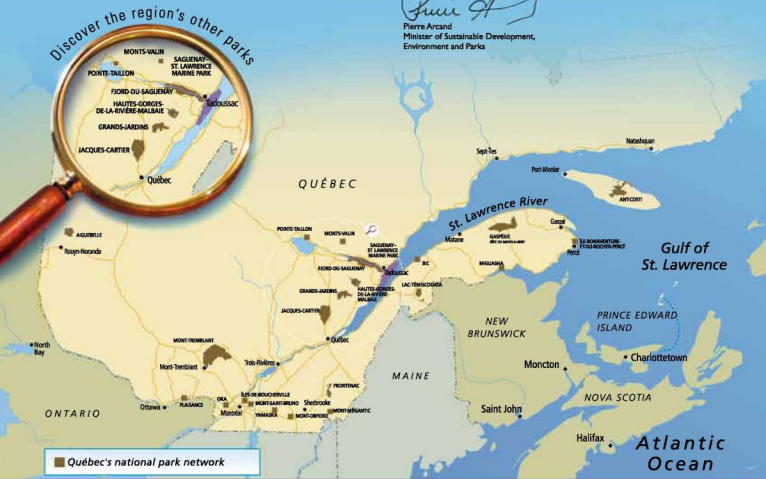 Discover the region's other parks
Pierre Arcand
Minister of Sustainable Development,
Environment and Parks
MONTS-VALIN
SAGUENAY–
ST. LAWRENCE
MARINE PARK
POINTE-TAILLON
FJORD-DU-SAGUENAY
Tadoussac
HAUTES-GORGES-
DE-LA-RIVIÈRE-MALBAIE
GRANDS-JARDINS
JACQUES-CARTIER
Québec
QUÉBEC
Sept-Îles
Natashquan
Port-Menier
ANTICOSTI
St. Lawrence River
Matane
GASPÉSIE
Gaspé
Percé
ÎLE-BONAVENTURE-
ET-DU-ROCHER-PERCÉ
MIGUASHA
Gulf of
St. Lawrence
AIGUEBELLE
Rouyn-Noranda
POINTE-TAILLON
MONTS-VALIN
SAGUENAY–
ST. LAWRENCE
MARINE PARK
FJORD-DU-SAGUENAY
Tadoussac
BIC
LAC-TÉMISCOUATA
GRANDS-JARDINS
HAUTES-GORGES-
DE-LA-RIVIÈRE-
MALBAIE
JACQUES-CARTIER
Québec
NEW
BRUNSWICK
PRINCE EDWARD
ISLAND
Charlottetown
North
Bay
MONT-TREMBLANT
Mont-Tremblant
Trois-Rivières
MAINE
Moncton
NOVA SCOTIA
ONTARIO
Ottawa
PLAISANCE
OKA
Montréal
ÎLES-DE-BOUCHERVILLE
MONT-SAINT-BRUNO
YAMASKA
Sherbrooke
MONT-ORFORD
FRONTENAC
MONT-MÉGANTIC
Saint John
Halifax
Atlantic
Ocean
Québec's national park network